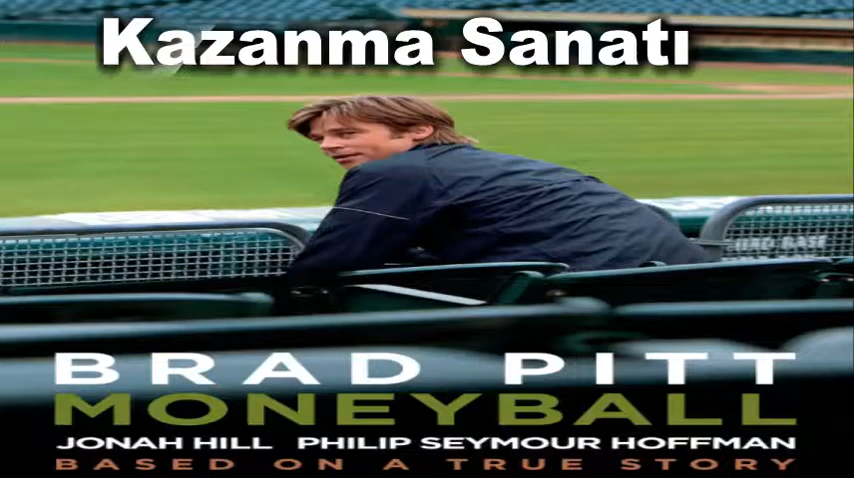 Kazanma Sanatı
BRAD PITT
MONEYBALL
JONAH HILL PHILIP SEYMOUR HOFFMAN
BASED ON A TRUE STORY